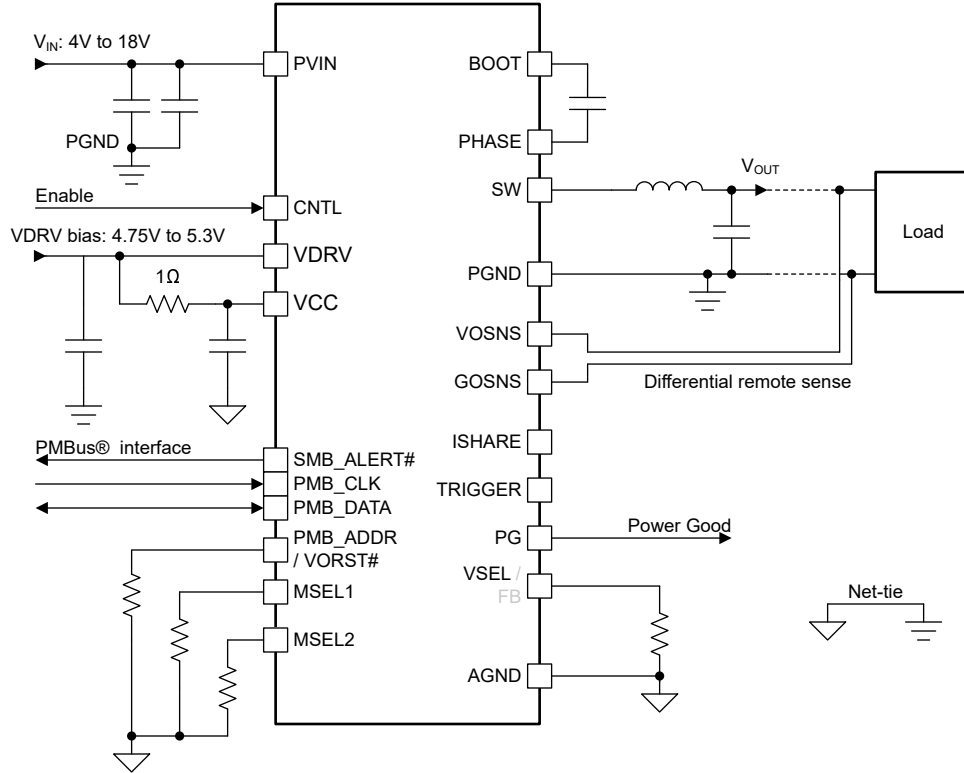 V_IN: 4V to 18V
PVIN
PGND
Enable
CNTL
VDRV bias: 4.75V to 5.3V
VDRV
1Ω
VCC
PMBus® interface
SMB_ALERT#
PMB_CLK
PMB_DATA
PMB_ADDR
/ VORST#
MSEL1
MSEL2
BOOT
PHASE
SW
V_OUT
Load
PGND
VOSNS
GOSNS
Differential remote sense
ISHARE
TRIGGER
PG
Power Good
VSEL /
FB
AGND
Net-tie